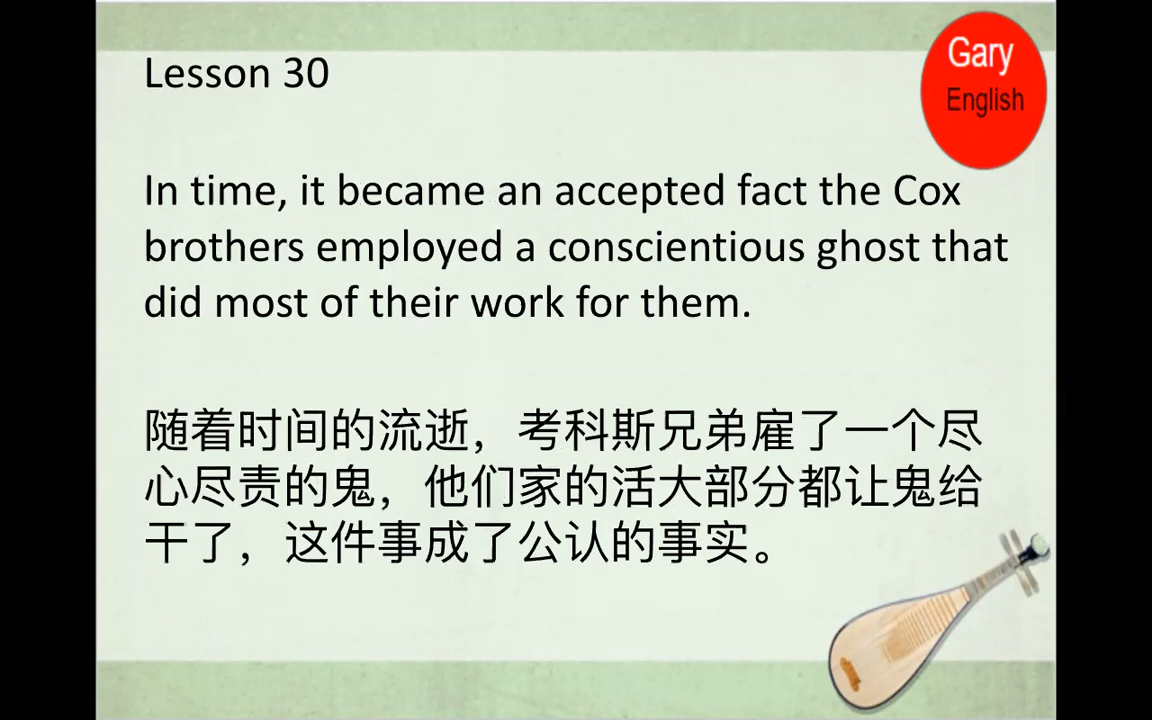 Lesson 30
Gary
English
In time, it became an accepted fact the Cox
brothers employed a conscientious ghost that
did most of their work for them.
随着时间的流逝，考科斯兄弟雇了一个尽
心尽责的鬼，他们家的活大部分都让鬼给
干了，这件事成了公认的事实。